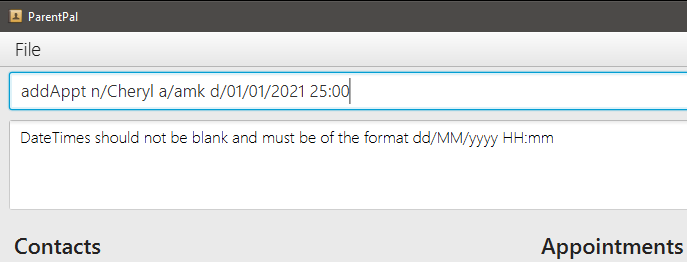 ParentPal
File
addAppt n/Cheryl a/amk d/01/01/2021 25:00
DateTimes should not be blank and must be of the format dd/MM/yyyy HH:mm
Contacts Appointments